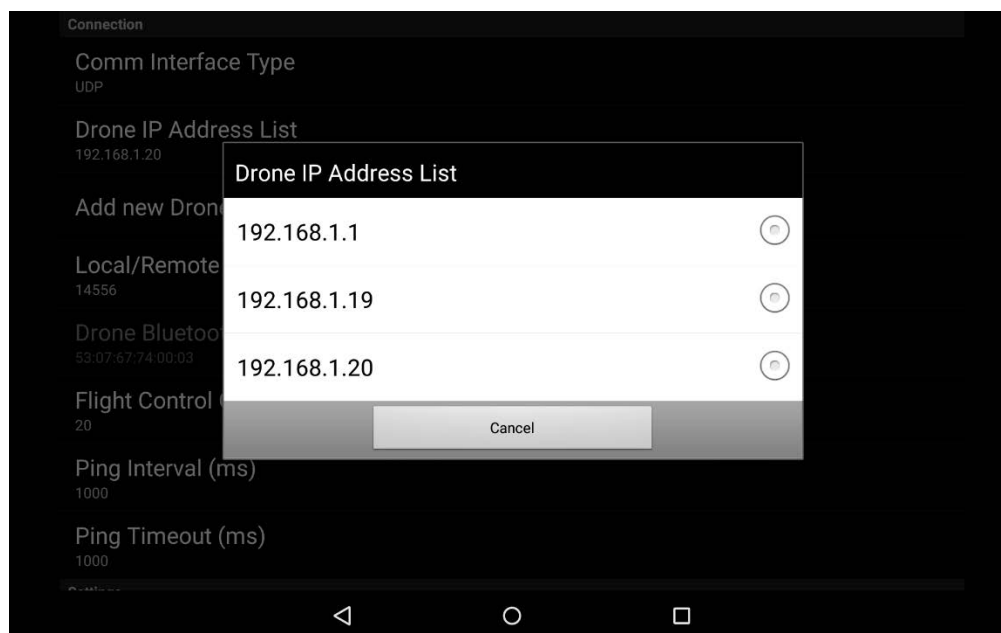 Connection
Comm Interface Type
UDP
Drone IP Address List
192.168.1.20
Drone IP Address List
192.168.1.1
192.168.1.19
192.168.1.20
Cancel
Add new Drone
Local/Remote
14556
Drone
53:07:67:74:00:03
Flight Control
20
Ping Interval (ms)
1000
Ping Timeout (ms)
1000